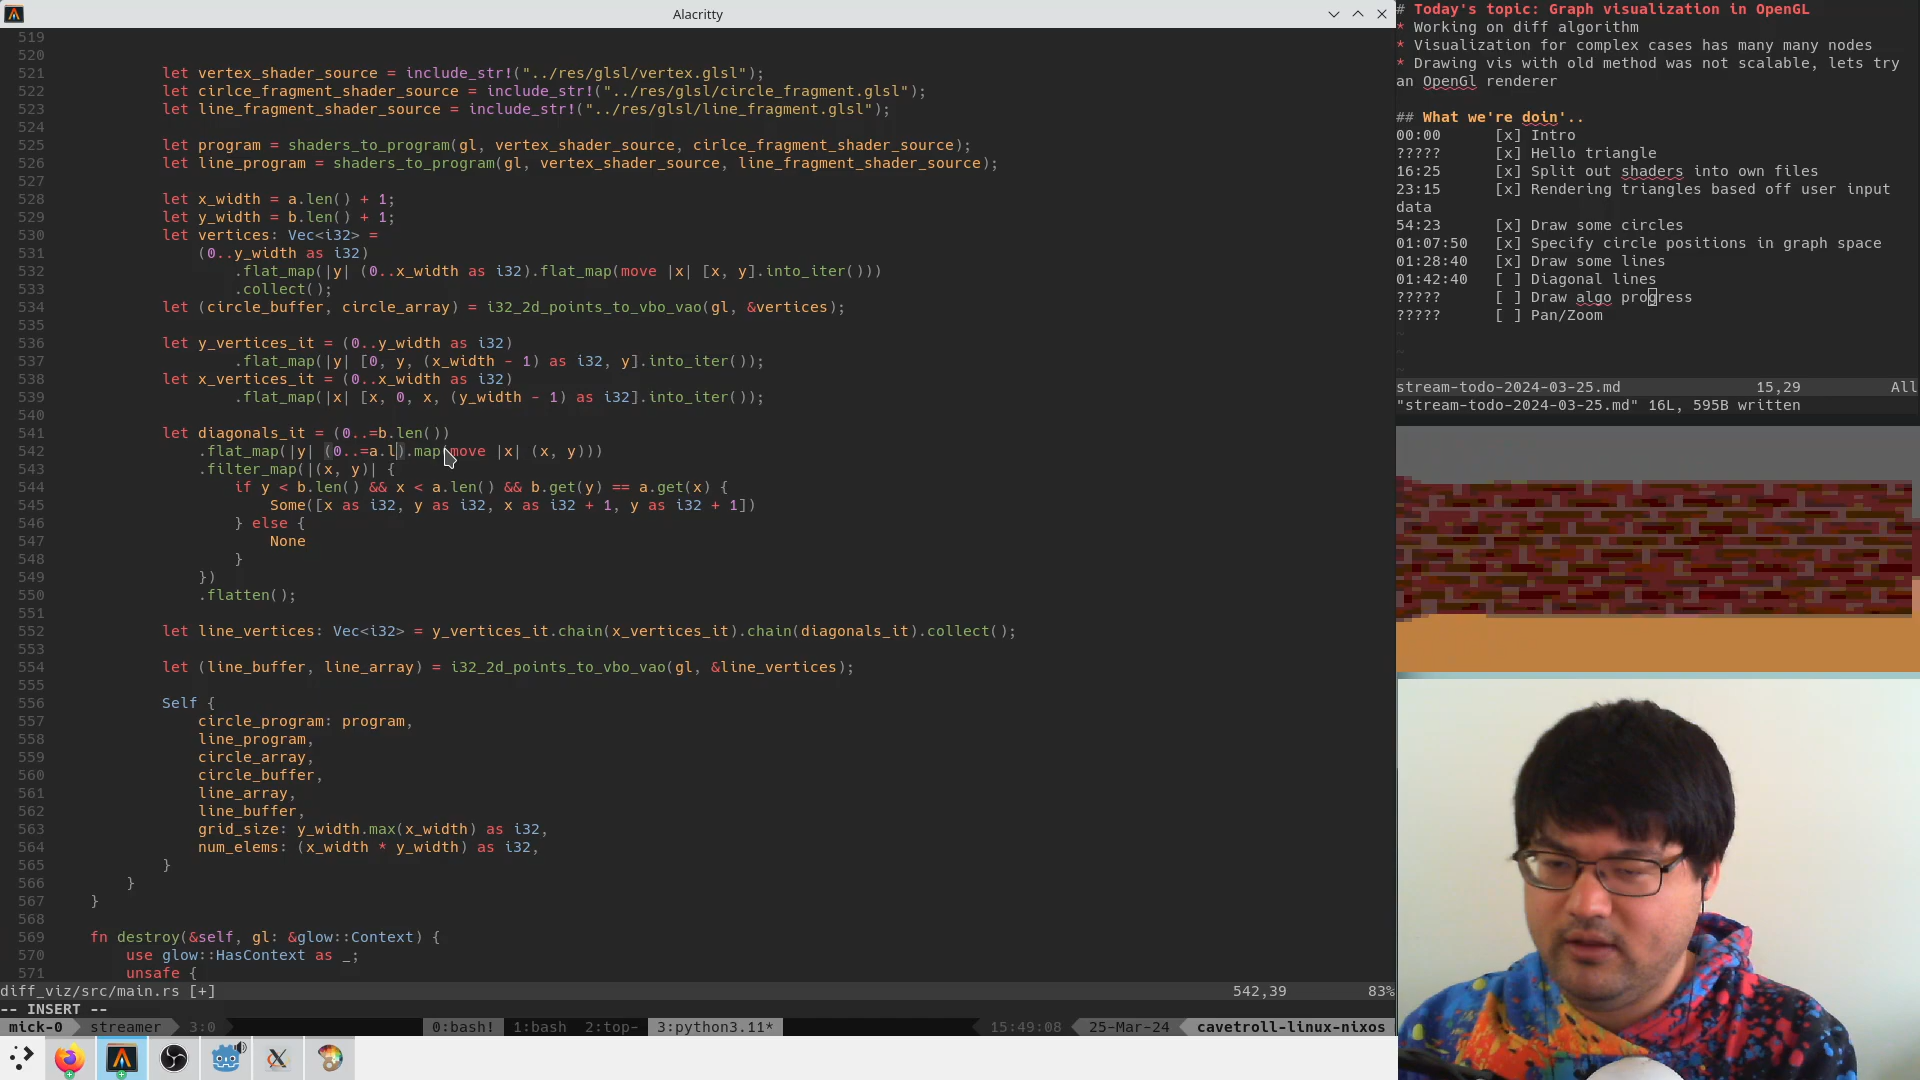 Alacritty
519
520
521 let vertex_shader_source = include_str!("../res/glsl/vertex.glsl");
522 let cirlce_fragment_shader_source = include_str!("../res/glsl/circle_fragment.glsl");
523 let line_fragment_shader_source = include_str!("../res/glsl/line_fragment.glsl");
524
525 let program = shaders_to_program(gl, vertex_shader_source, cirlce_fragment_shader_source);
526 let line_program = shaders_to_program(gl, vertex_shader_source, line_fragment_shader_source);
527
528 let x_width = a.len() + 1;
529 let y_width = b.len() + 1;
530 let vertices: Vec<i32> =
531 (0..y_width as i32)
532 .flat_map(|y| (0..x_width as i32).flat_map(move |x| [x, y].into_iter()))
533 .collect();
534 let (circle_buffer, circle_array) = i32_2d_points_to_vbo_vao(gl, &vertices);
535
536 let y_vertices_it = (0..y_width as i32)
537 .flat_map(|y| [0, y, (x_width - 1) as i32, y].into_iter());
538 let x_vertices_it = (0..x_width as i32)
539 .flat_map(|x| [x, 0, x, (y_width - 1) as i32].into_iter());
540
541 let diagonals_it = (0..=b.len())
542 .flat_map(|y| (0..=a.l).map(move |x| (x, y)))
543 .filter_map(|(x, y)| {
544 if y < b.len() && x < a.len() && b.get(y) == a.get(x) {
545 Some([x as i32, y as i32, x as i32 + 1, y as i32 + 1])
546 } else {
547 None
548 }
549 })
550 .flatten();
551
552 let line_vertices: Vec<i32> = y_vertices_it.chain(x_vertices_it).chain(diagonals_it).collect();
553
554 let (line_buffer, line_array) = i32_2d_points_to_vbo_vao(gl, &line_vertices);
555
556 Self {
557 circle_program: program,
558 line_program,
559 circle_array,
560 circle_buffer,
561 line_array,
562 line_buffer,
563 grid_size: y_width.max(x_width) as i32,
564 num_elems: (x_width * y_width) as i32,
565 }
566 }
567 }
568
569 fn destroy(&self, gl: &glow::Context) {
570 use glow::HasContext as _;
571 unsafe {
diff_viz/src/main.rs [+] 542,39 83%
-- INSERT --
mick-0 streamer 3:0 0:bash! 1:bash 2:top- 3:python3.11* 15:49:08 25-Mar-24 cavetroll-linux-nixos
# Today's topic: Graph visualization in OpenGL
* Working on diff algorithm
* Visualization for complex cases has many many nodes
* Drawing vis with old method was not scalable, lets try
an OpenGl renderer
## What we're doin'..
00:00 [x] Intro
????? [x] Hello triangle
16:25 [x] Split out shaders into own files
23:15 [x] Rendering triangles based off user input
data
54:23 [x] Draw some circles
01:07:50 [x] Specify circle positions in graph space
01:28:40 [x] Draw some lines
01:42:40 [ ] Diagonal lines
????? [ ] Draw algo progress
????? [ ] Pan/Zoom
~
~
~
stream-todo-2024-03-25.md 15,29 All
"stream-todo-2024-03-25.md" 16L, 595B written